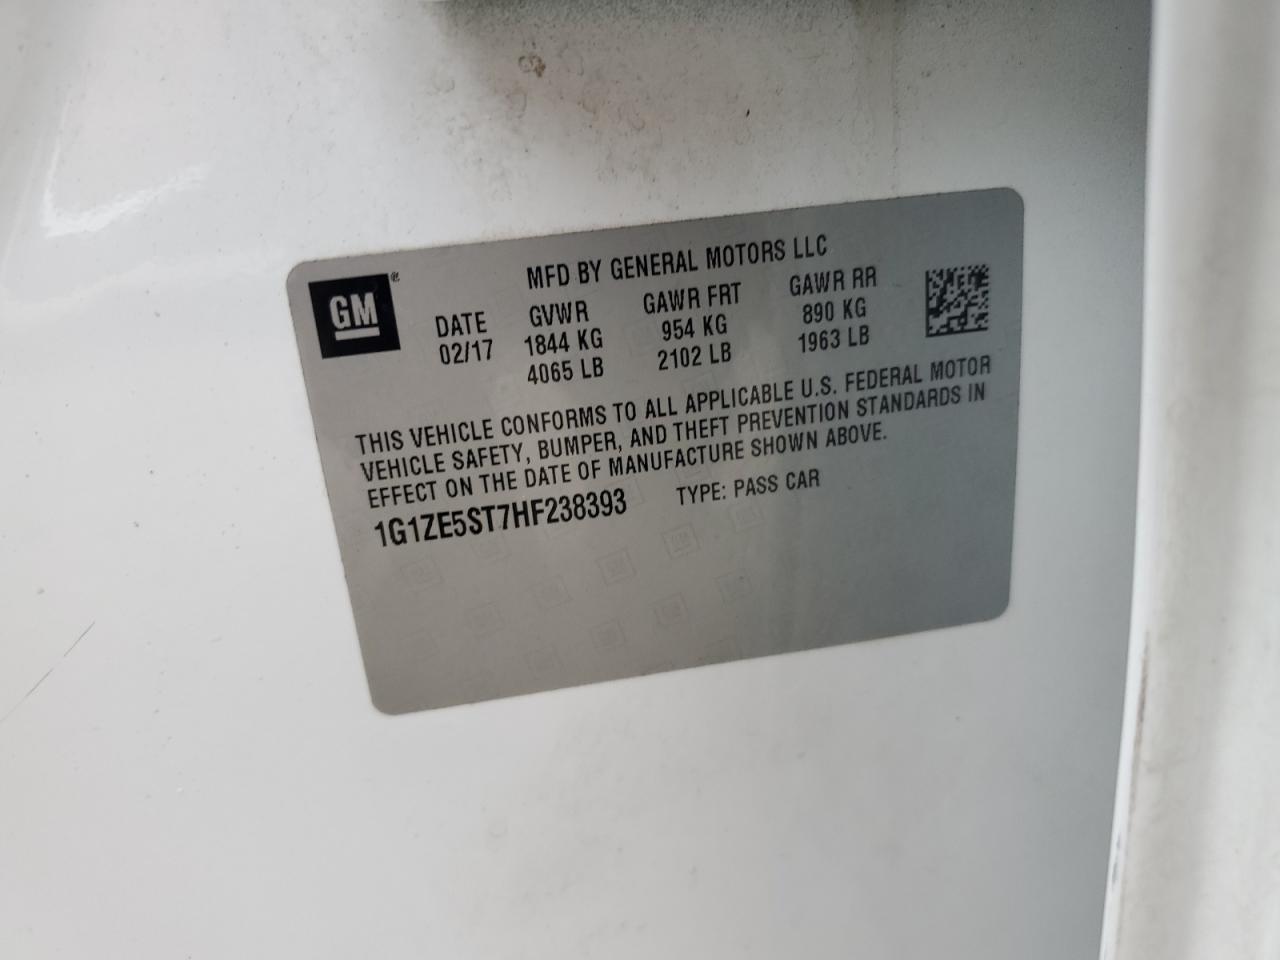 GM®
MFD BY GENERAL MOTORS LLC
DATE GVWR GAWR FRT GAWR RR
02/17 1844 KG 954 KG 890 KG
4065 LB 2102 LB 1963 LB
THIS VEHICLE CONFORMS TO ALL APPLICABLE U.S. FEDERAL MOTOR
VEHICLE SAFETY, BUMPER, AND THEFT PREVENTION STANDARDS IN
EFFECT ON THE DATE OF MANUFACTURE SHOWN ABOVE.
1G1ZE5ST7HF238393 TYPE: PASS CAR